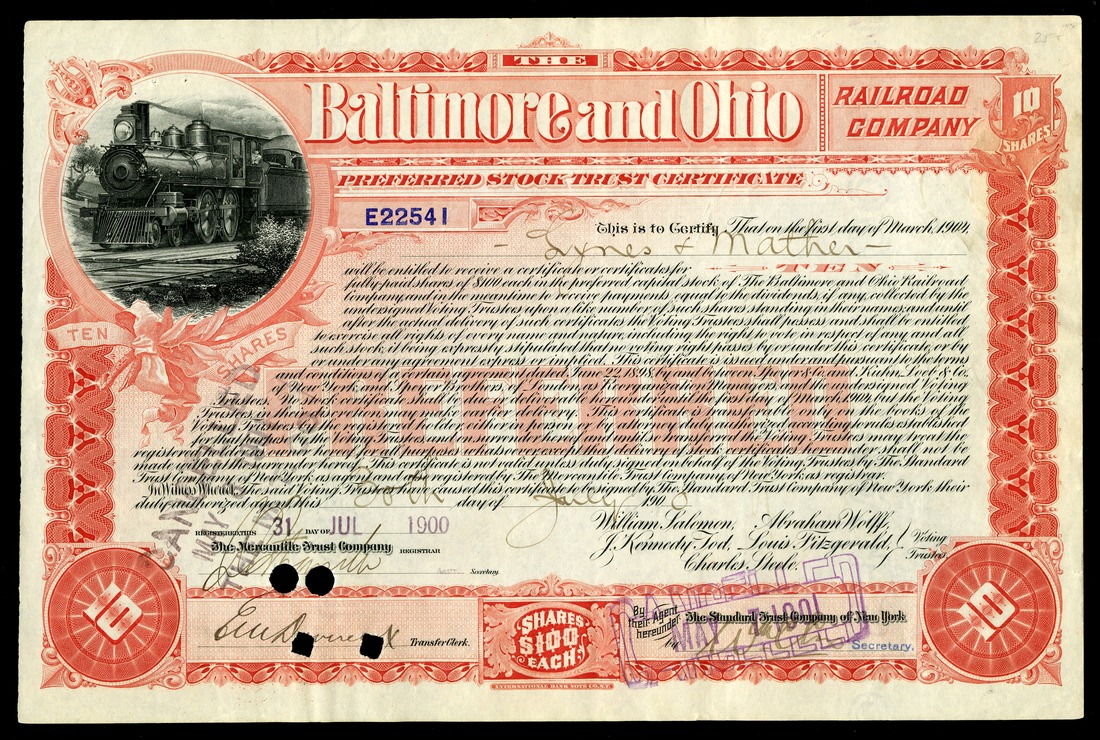 THE
Baltimore and Ohio
RAILROAD
COMPANY
10
SHARES
PREFERRED STOCK TRUST CERTIFICATE
E22541
This is to Certify That on the first day of March, 1904,
- Lynes & Mather -
will be entitled to receive a certificate or certificates for TEN
fully paid shares of $100 each in the preferred capital stock of The Baltimore and Ohio Railroad
Company, and in the meantime to receive payments equal to the dividends, if any, collected by the
undersigned Voting Trustees upon a like number of such shares standing in their names; and until
after the actual delivery of such certificates the Voting Trustees shall possess and shall be entitled
to exercise all rights of every name and nature, including the right to vote in respect of any and all
such stock, it being expressly stipulated that no voting right passes by or under this certificate or by
or under any agreement express or implied. This certificate is issued under and pursuant to the terms
and conditions of a certain agreement dated June 22, 1898, by and between Speyer & Co. and Kuhn, Loeb & Co.
of New York, and Speyer Brothers, of London, as Reorganization Managers, and the undersigned Voting
Trustees. No stock certificate shall be deliverable hereunder before the first day of March, 1904, but the Voting
Trustees in their discretion may make earlier delivery. This certificate is transferable only on the books of the
Voting Trustees by the registered holder either in person or by attorney duly authorized according to rules established
for that purpose by the Voting Trustees, and on surrender hereof; and until so transferred the Voting Trustees may treat the
registered holder as owner hereof for all purposes whatsoever, except that delivery of stock certificates hereunder shall not be
made without the surrender hereof. This certificate is not valid unless duly signed on behalf of the Voting Trustees by The Standard
Trust Company of New York, as agent, and registered by The Mercantile Trust Company of New York, as registrar.
In Witness Whereof, the said Voting Trustees have caused this certificate to be signed by The Standard Trust Company of New York, their
duly authorized agent this 30th day of July 190
PREFERRED
TEN
SHARES
CANCELLED
MAY
REGISTERED THIS 31 DAY OF JUL 1900
The Mercantile Trust Company REGISTRAR
Secretary.
William Salomon, Abraham Wolff,
J. Kennedy Tod, Louis Fitzgerald, Voting
Charles Steele. Trustees.
10
Transfer Clerk.
SHARES
$100
EACH
CANCELLED
MAY 1901
By
their Agent The Standard Trust Company of New York,
hereunder
by
Secretary.
10
INTERNATIONAL BANK NOTE CO. N.Y.